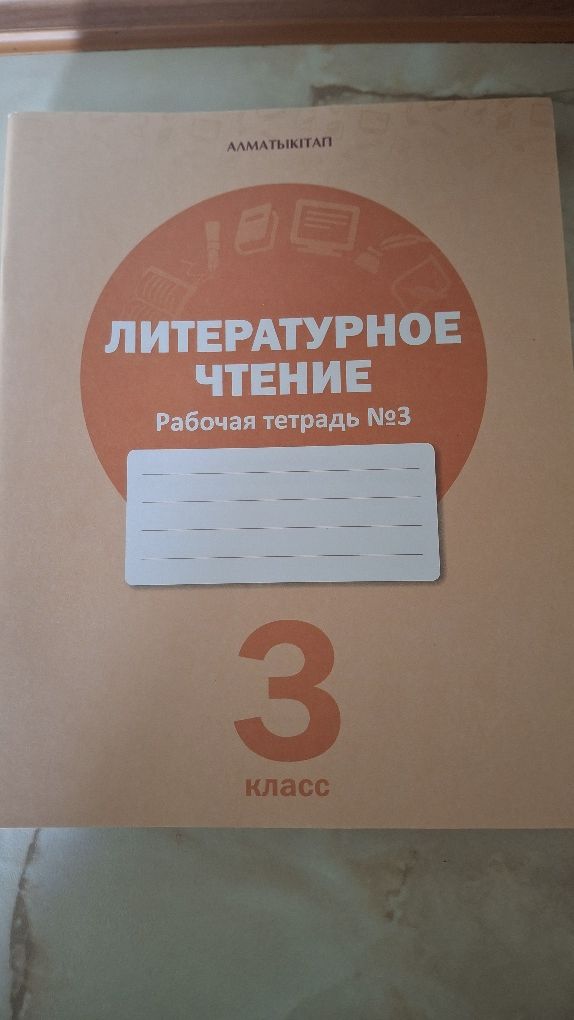 АЛМАТЫКІТАП
ЛИТЕРАТУРНОЕ
ЧТЕНИЕ
Рабочая тетрадь №3
3
класс